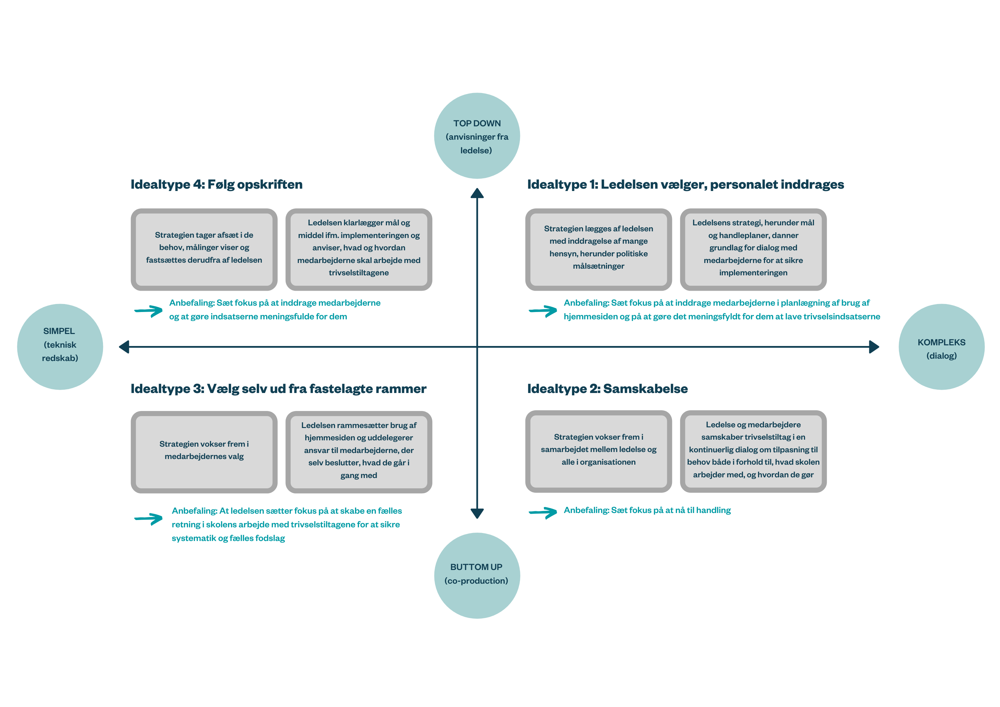 TOP DOWN
(anvisninger fra
ledelse)
Idealtype 4: Følg opskriften
Strategien tager afsæt i de
behov, målinger viser og
fastsættes derudfra af ledelsen
Ledelsen klarlægger mål og
middel ifm. implementeringen og
anviser, hvad og hvordan
medarbejderne skal arbejde med
trivselstiltagene
Anbefaling: Sæt fokus på at inddrage medarbejderne
og at gøre indsatserne meningsfulde for dem
Idealtype 1: Ledelsen vælger, personalet inddrages
Strategien lægges af ledelsen
med inddragelse af mange
hensyn, herunder politiske
målsætninger
Ledelsens strategi, herunder mål
og handleplaner, danner
grundlag for dialog med
medarbejderne for at sikre
implementeringen
Anbefaling: Sæt fokus på at inddrage medarbejderne i planlægning af brug af
hjemmesiden og på at gøre det meningsfyldt for dem at lave trivselsindsatserne
SIMPEL
(teknisk
redskab)
KOMPLEKS
(dialog)
Idealtype 3: Vælg selv ud fra fastelagte rammer
Strategien vokser frem i
medarbejdernes valg
Ledelsen rammesætter brug af
hjemmesiden og uddelegerer
ansvar til medarbejderne, der
selv beslutter, hvad de går i
gang med
Anbefaling: At ledelsen sætter fokus på at skabe en fælles
retning i skolens arbejde med trivselstiltagene for at sikre
systematik og fælles fodslag
Idealtype 2: Samskabelse
Strategien vokser frem i
samarbejdet mellem ledelse og
alle i organisationen
Ledelse og medarbejdere
samskaber trivselstiltag i en
kontinuerlig dialog om tilpasning til
behov både i forhold til, hvad skolen
arbejder med, og hvordan de gør
Anbefaling: Sæt fokus på at nå til handling
BUTTOM UP
(co-production)